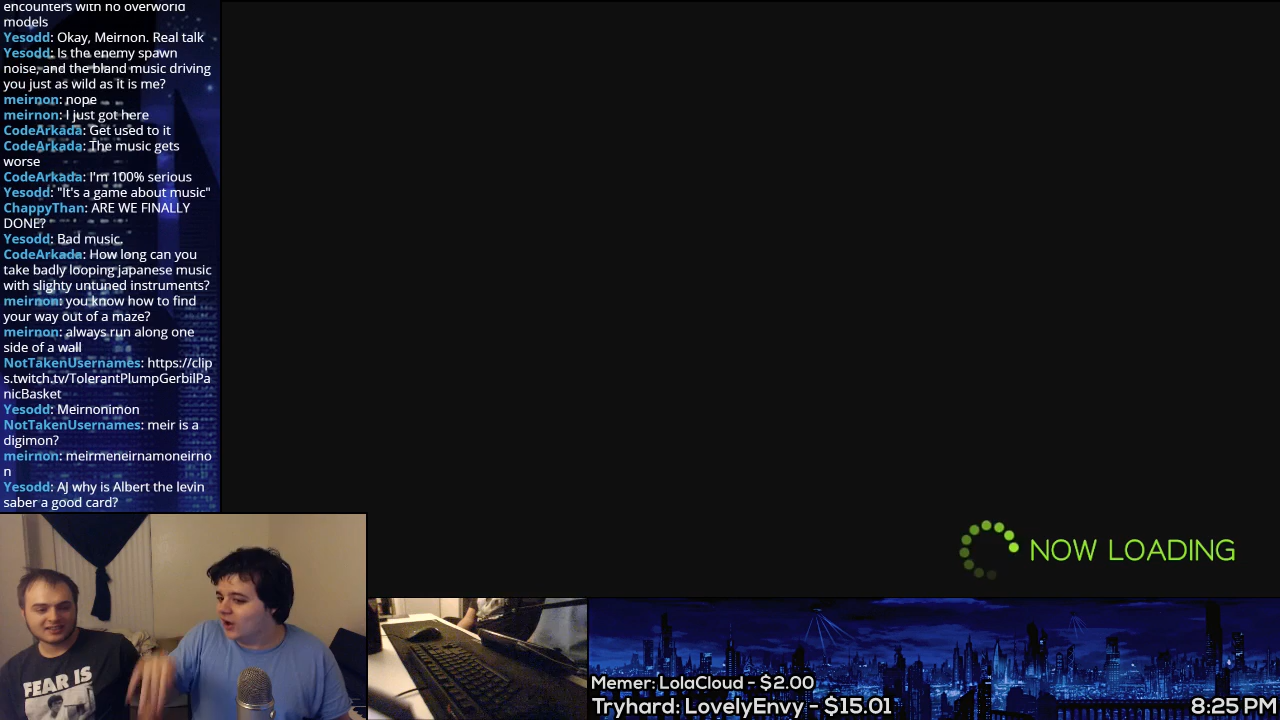 encounters with no overworld
models
Yesodd: Okay, Meirnon. Real talk
Yesodd: Is the enemy spawn
noise, and the bland music driving
you just as wild as it is me?
meirnon: nope
meirnon: I just got here
CodeArkada: Get used to it
CodeArkada: The music gets
worse
CodeArkada: I'm 100% serious
Yesodd: "It's a game about music"
ChappyThan: ARE WE FINALLY
DONE?
Yesodd: Bad music.
CodeArkada: How long can you
take badly looping japanese music
with slighty untuned instruments?
meirnon: you know how to find
your way out of a maze?
meirnon: always run along one
side of a wall
NotTakenUsernames: https://clip
s.twitch.tv/TolerantPlumpGerbilPa
nicBasket
Yesodd: Meirnonimon
NotTakenUsernames: meir is a
digimon?
meirnon: meirmeneirnamoneirno
n
Yesodd: AJ why is Albert the levin
saber a good card?
NOW LOADING
FEAR IS
Memer: LolaCloud - $2.00
Tryhard: LovelyEnvy - $15.01
8:25 PM